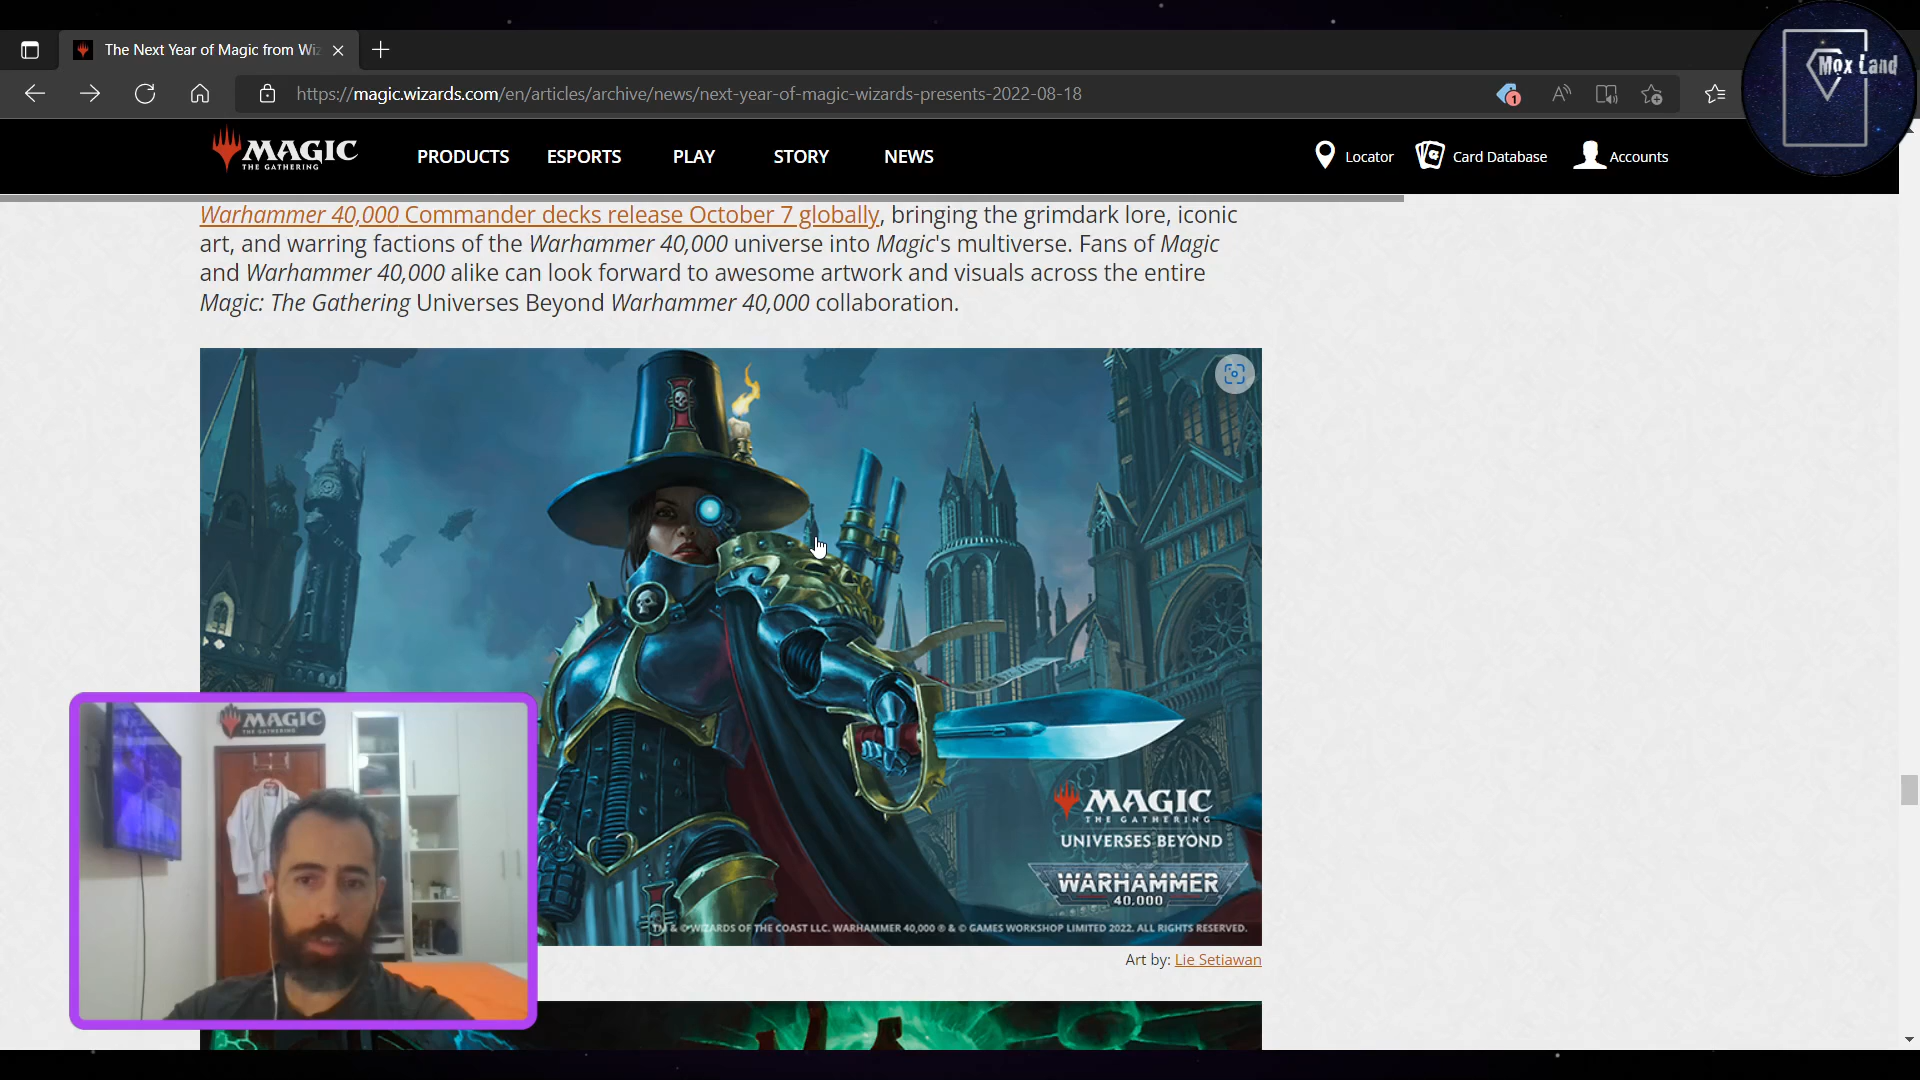 The Next Year of Magic from Wiz
https://magic.wizards.com/en/articles/archive/news/next-year-of-magic-wizards-presents-2022-08-18
1
Mox Land
MAGIC
THE GATHERING
PRODUCTS
ESPORTS
PLAY
STORY
NEWS
Locator
Card Database
Accounts
Warhammer 40,000 Commander decks release October 7 globally, bringing the grimdark lore, iconic
art, and warring factions of the Warhammer 40,000 universe into Magic's multiverse. Fans of Magic
and Warhammer 40,000 alike can look forward to awesome artwork and visuals across the entire
Magic: The Gathering Universes Beyond Warhammer 40,000 collaboration.
MAGIC
THE GATHERING
MAGIC
THE GATHERING
UNIVERSES BEYOND
WARHAMMER
40,000
TM & © WIZARDS OF THE COAST LLC. WARHAMMER 40,000 ® & © GAMES WORKSHOP LIMITED 2022. ALL RIGHTS RESERVED.
Art by: Lie Setiawan